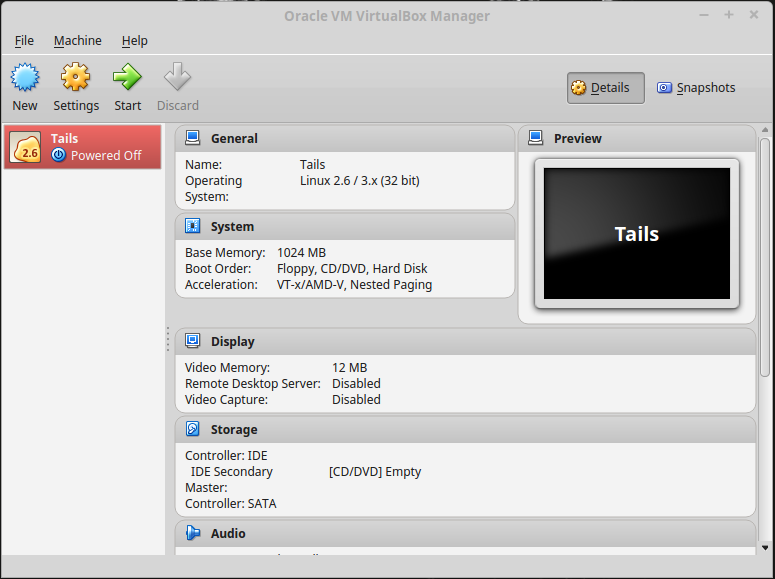 Oracle VM VirtualBox Manager
File Machine Help
New Settings Start Discard Details Snapshots
2.6 Tails
Powered Off
General
Name: Tails
Operating System: Linux 2.6 / 3.x (32 bit)
System
Base Memory: 1024 MB
Boot Order: Floppy, CD/DVD, Hard Disk
Acceleration: VT-x/AMD-V, Nested Paging
Preview
Tails
Display
Video Memory: 12 MB
Remote Desktop Server: Disabled
Video Capture: Disabled
Storage
Controller: IDE
IDE Secondary Master: [CD/DVD] Empty
Controller: SATA
Audio